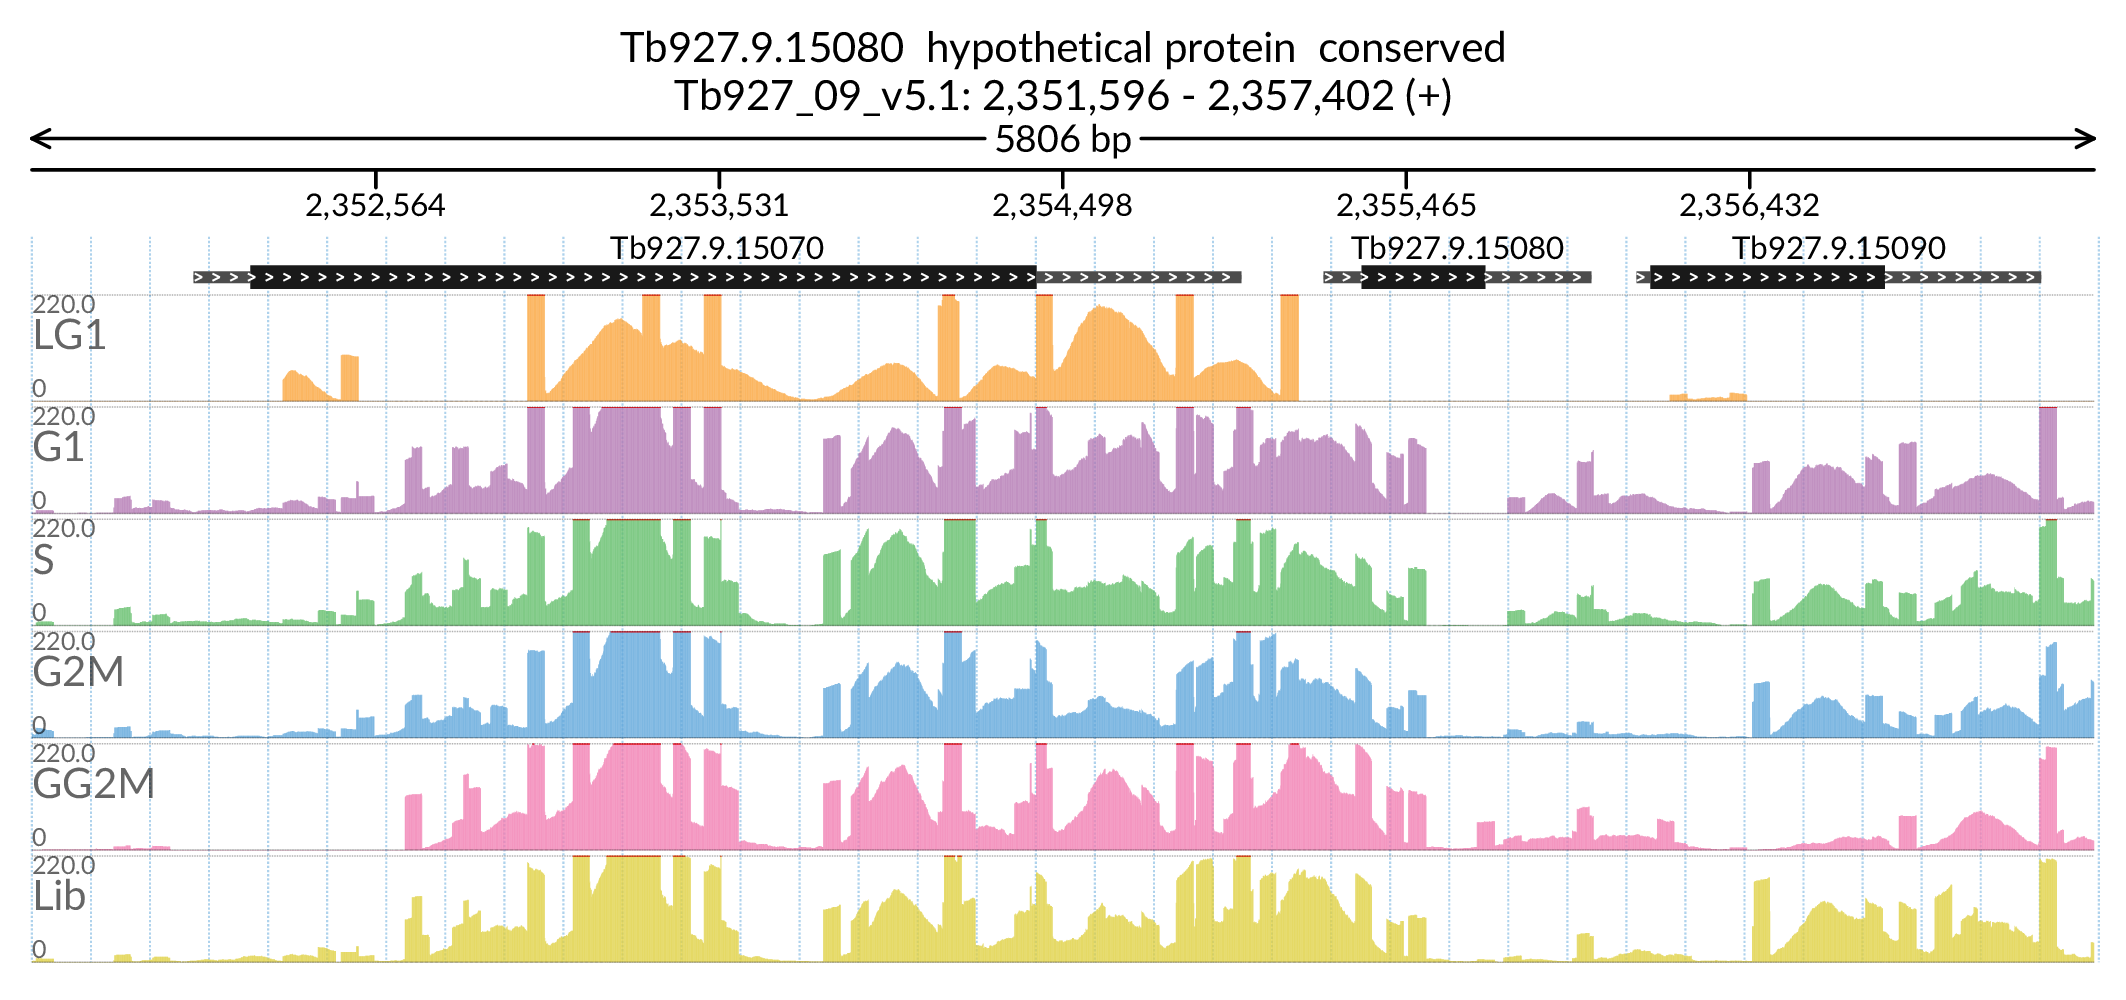 Tb927.9.15080 hypothetical protein conserved
Tb927_09_v5.1: 2,351,596 - 2,357,402 (+)
5806 bp
2,352,564 2,353,531 2,354,498 2,355,465 2,356,432
Tb927.9.15070 Tb927.9.15080 Tb927.9.15090
220.0
LG1
0
220.0
G1
0
220.0
S
0
220.0
G2M
0
220.0
GG2M
0
220.0
Lib
0